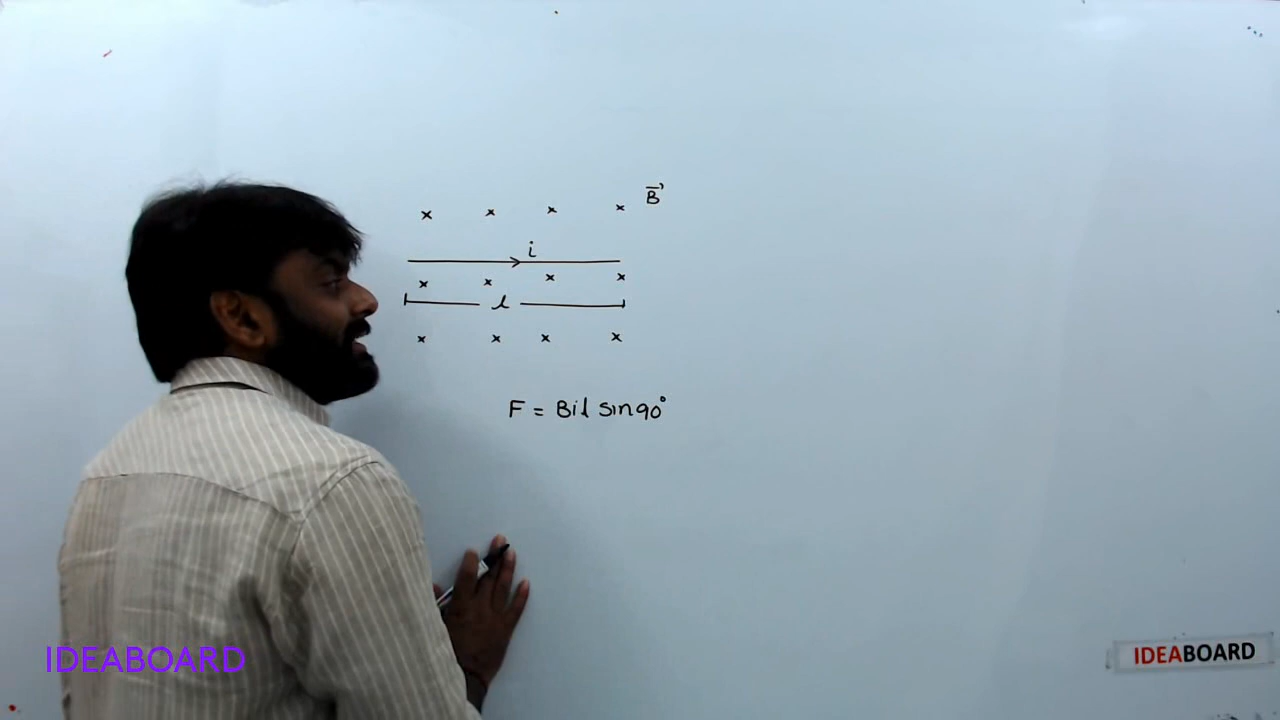 B⃗
i
l
F = Bil sin90°
IDEABOARD
IDEABOARD